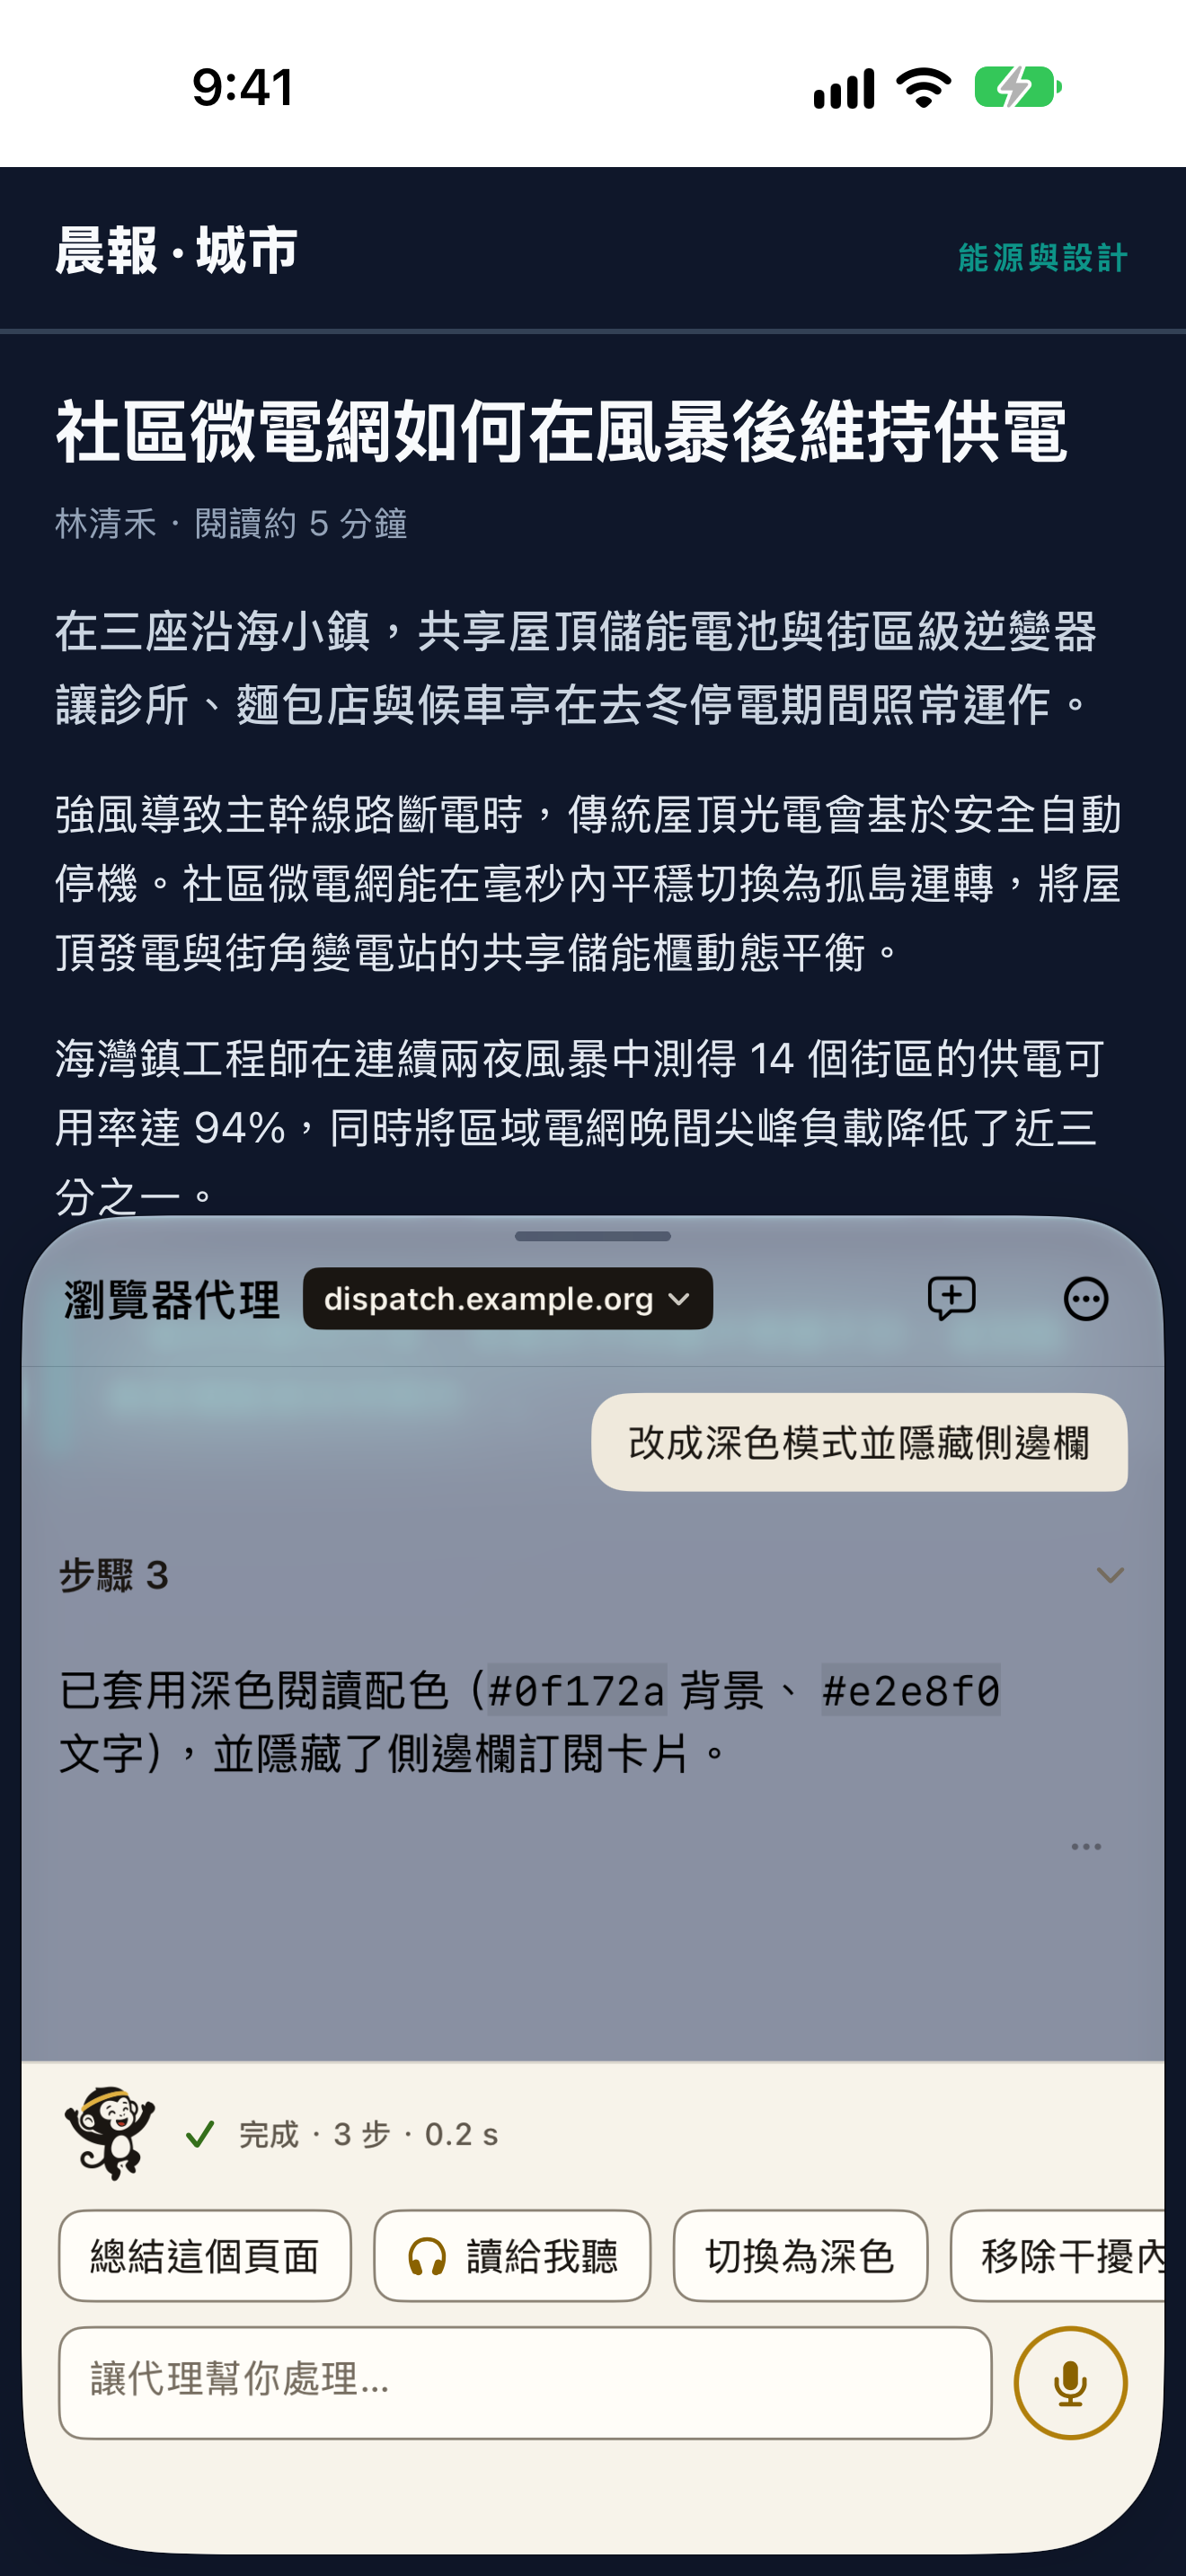 9:41
晨報·城市
能源與設計
社區微電網如何在風暴後維持供電
林清禾 · 閱讀約 5 分鐘
在三座沿海小鎮，共享屋頂儲能電池與街區級逆變器
讓診所、麵包店與候車亭在去冬停電期間照常運作。
強風導致主幹線路斷電時，傳統屋頂光電會基於安全自動
停機。社區微電網能在毫秒內平穩切換為孤島運轉，將屋
頂發電與街角變電站的共享儲能櫃動態平衡。
海灣鎮工程師在連續兩夜風暴中測得 14 個街區的供電可
用率達 94%，同時將區域電網晚間尖峰負載降低了近三
分之一。
瀏覽器代理
dispatch.example.org
改成深色模式並隱藏側邊欄
步驟 3
已套用深色閱讀配色（#0f172a 背景、 #e2e8f0
文字），並隱藏了側邊欄訂閱卡片。
完成 · 3 步 · 0.2 s
總結這個頁面
讀給我聽
切換為深色
移除干擾內
讓代理幫你處理...